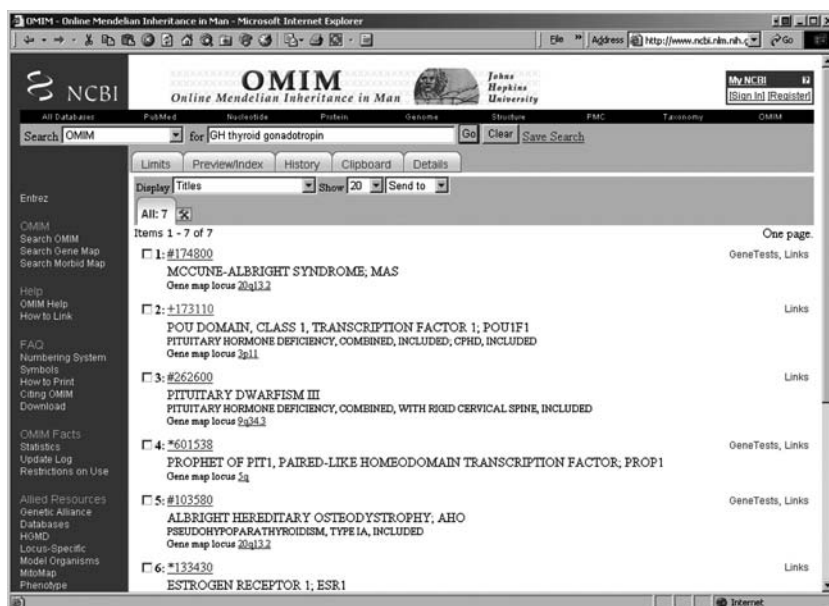 OMIM - Online Mendelian Inheritance in Man - Microsoft Internet Explorer
File » Address http://www.ncbi.nlm.nih.g Go
NCBI
OMIM
Online Mendelian Inheritance in Man
Johns
Hopkins
University
My NCBI
[Sign In] [Register]
All Databases PubMed Nucleotide Protein Genome Structure PMC Taxonomy OMIM
Search OMIM for GH thyroid gonadotropin Go Clear Save Search
Limits Preview/Index History Clipboard Details
Display Titles Show 20 Send to
All: 7
Items 1 - 7 of 7 One page.
Entrez
OMIM
Search OMIM
Search Gene Map
Search Morbid Map
Help
OMIM Help
How to Link
FAQ
Numbering System
Symbols
How to Print
Citing OMIM
Download
OMIM Facts
Statistics
Update Log
Restrictions on Use
Allied Resources
Genetic Alliance
Databases
HGMD
Locus-Specific
Model Organisms
MitoMap
Phenotype
1: #174800 GeneTests, Links
MCCUNE-ALBRIGHT SYNDROME; MAS
Gene map locus 20q13.2
2: +173110 Links
POU DOMAIN, CLASS 1, TRANSCRIPTION FACTOR 1; POU1F1
PITUITARY HORMONE DEFICIENCY, COMBINED, INCLUDED; CPHD, INCLUDED
Gene map locus 3p11
3: #262600 Links
PITUITARY DWARFISM III
PITUITARY HORMONE DEFICIENCY, COMBINED, WITH RIGID CERVICAL SPINE, INCLUDED
Gene map locus 9q34.3
4: *601538 GeneTests, Links
PROPHET OF PIT1, PAIRED-LIKE HOMEODOMAIN TRANSCRIPTION FACTOR; PROP1
Gene map locus 5q
5: #103580 GeneTests, Links
ALBRIGHT HEREDITARY OSTEODYSTROPHY; AHO
PSEUDOHYPOPARATHYROIDISM, TYPE IA, INCLUDED
Gene map locus 20q13.2
6: *133430 Links
ESTROGEN RECEPTOR 1; ESR1
Internet